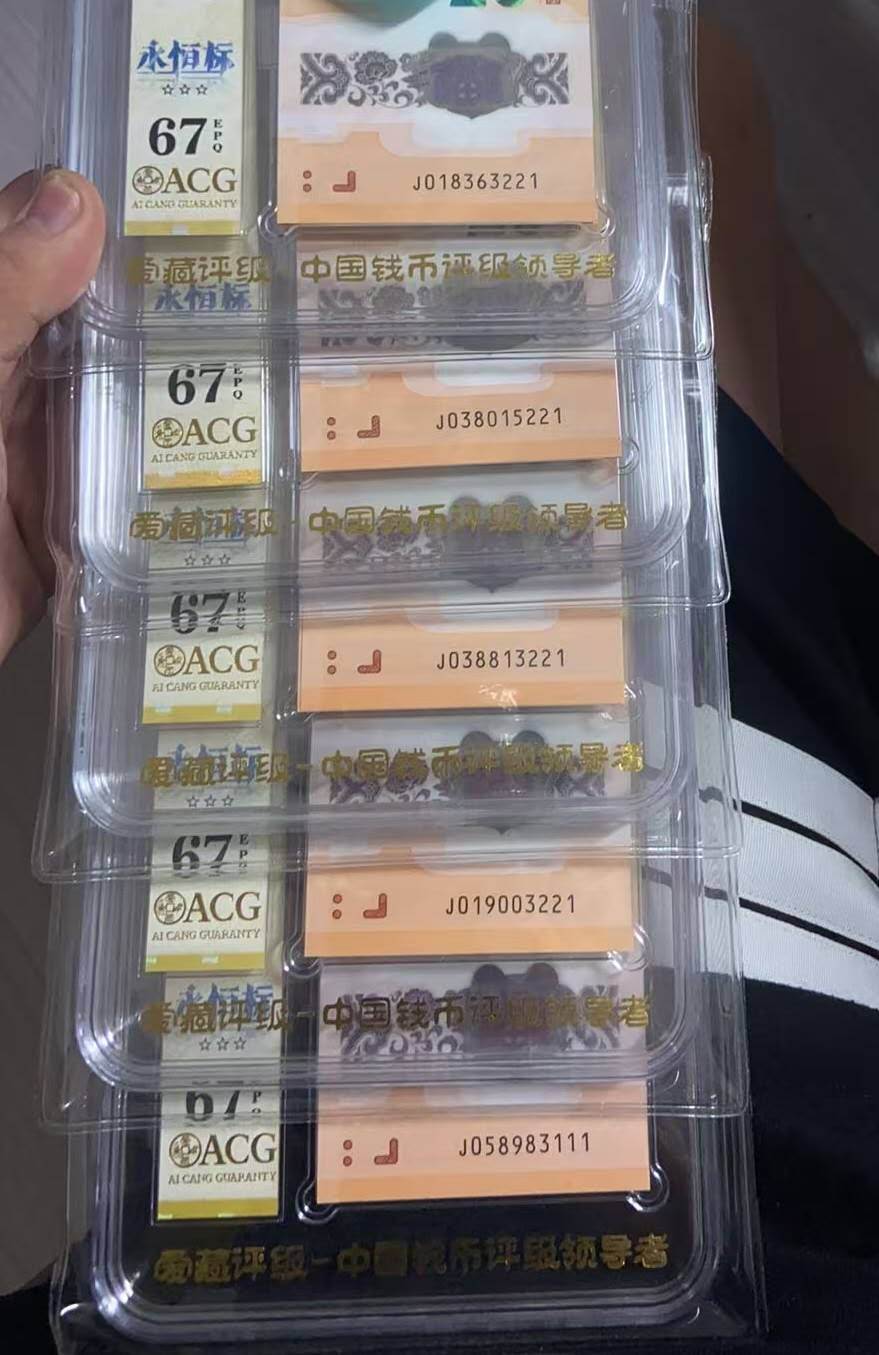 永恒标
☆☆☆
67 EPQ
ACG
AI CANG GUARANTY
J018363221
爱藏评级-中国钱币评级领导者
永恒标
67 EPQ
ACG
AI CANG GUARANTY
J038015221
爱藏评级-中国钱币评级领导者
☆☆☆
67 EPQ
ACG
AI CANG GUARANTY
J038813221
爱藏评级-中国钱币评级领导者
☆☆☆
67 EPQ
ACG
AI CANG GUARANTY
J019003221
爱藏评级-中国钱币评级领导者
永恒标
☆☆☆
67 PQ
ACG
AI CANG GUARANTY
J058983111
爱藏评级-中国钱币评级领导者